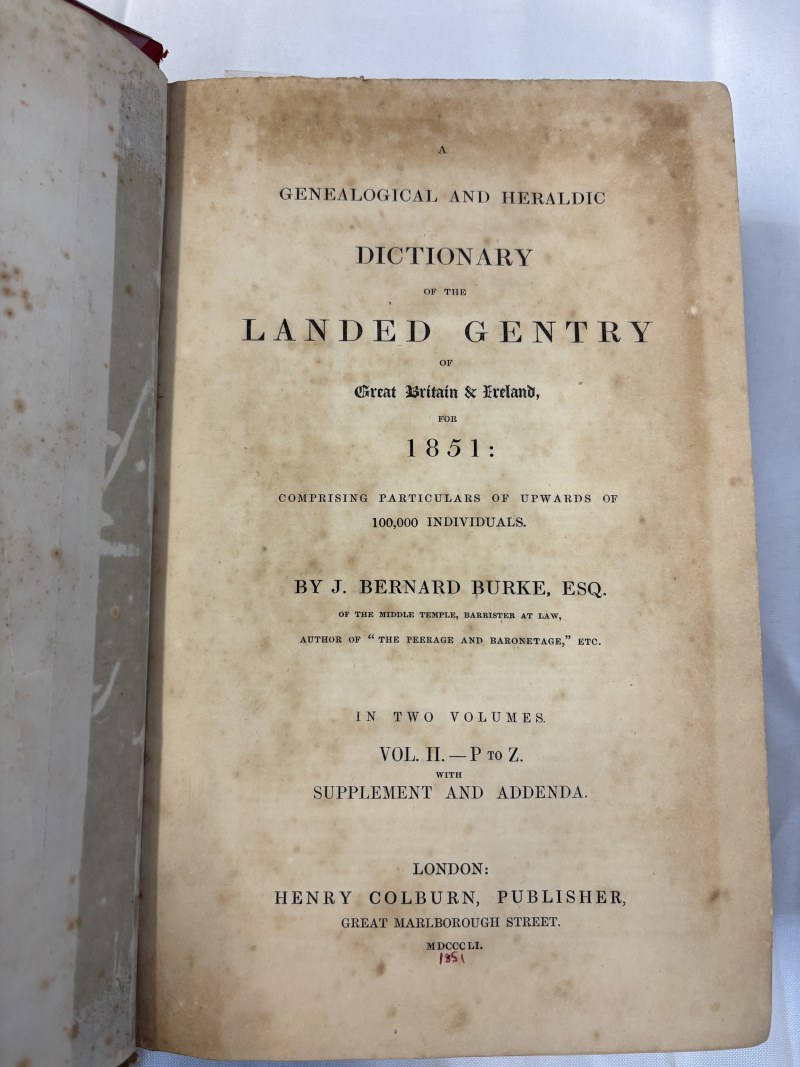 A
GENEALOGICAL AND HERALDIC
DICTIONARY
OF THE
LANDED GENTRY
OF
Great Britain & Ireland,
FOR
1851:
COMPRISING PARTICULARS OF UPWARDS OF
100,000 INDIVIDUALS.
BY J. BERNARD BURKE, ESQ.
OF THE MIDDLE TEMPLE, BARRISTER AT LAW,
AUTHOR OF “THE PEERAGE AND BARONETAGE,” ETC.
IN TWO VOLUMES.
VOL. II.—P TO Z.
WITH
SUPPLEMENT AND ADDENDA.
LONDON:
HENRY COLBURN, PUBLISHER,
GREAT MARLBOROUGH STREET.
MDCCCLI.
1851